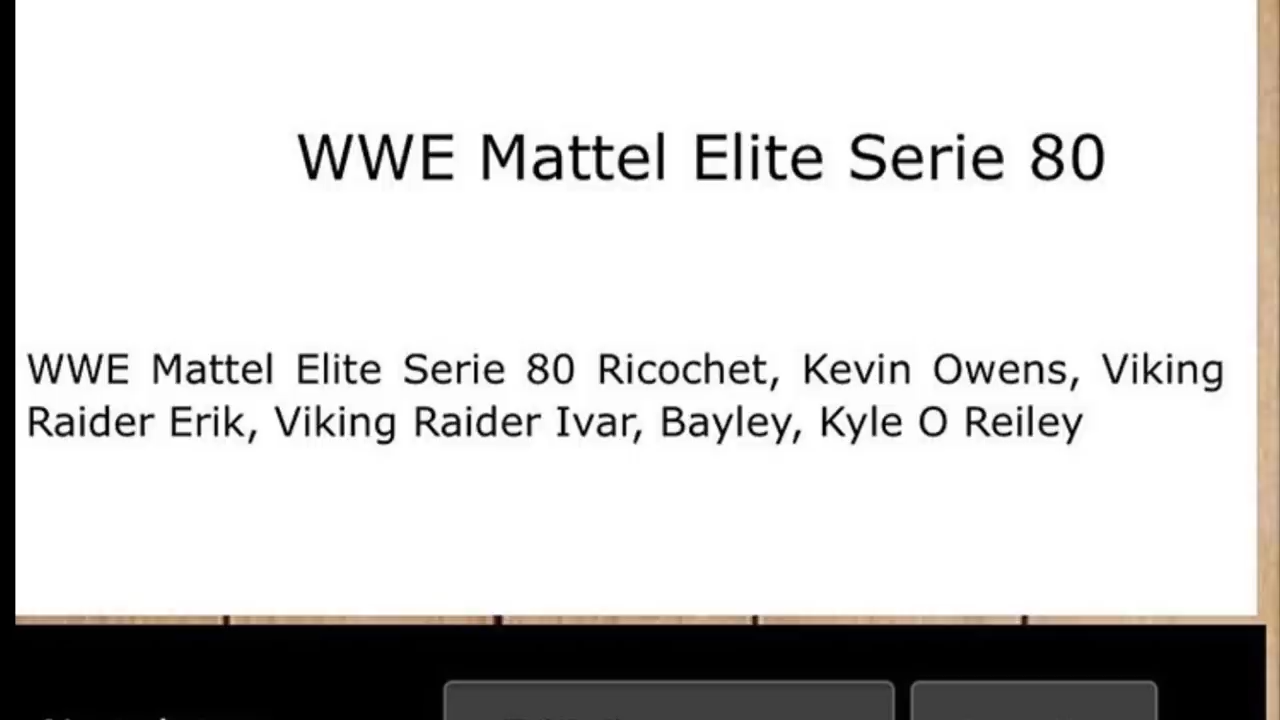 WWE Mattel Elite Serie 80
WWE Mattel Elite Serie 80 Ricochet, Kevin Owens, Viking
Raider Erik, Viking Raider Ivar, Bayley, Kyle O Reiley